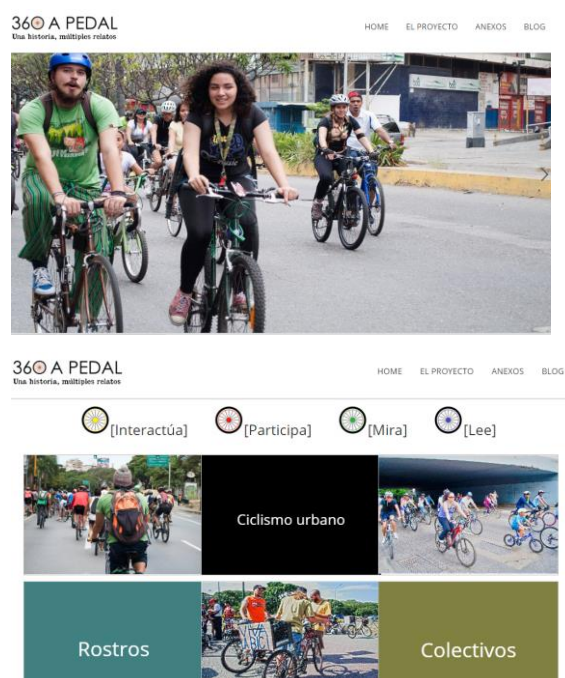 360 A PEDAL
Una historia, múltiples relatos
HOME EL PROYECTO ANEXOS BLOG
360 A PEDAL
Una historia, múltiples relatos
HOME EL PROYECTO ANEXOS BLOG
[Interactúa] [Participa] [Mira] [Lee]
Ciclismo urbano
Rostros
Colectivos